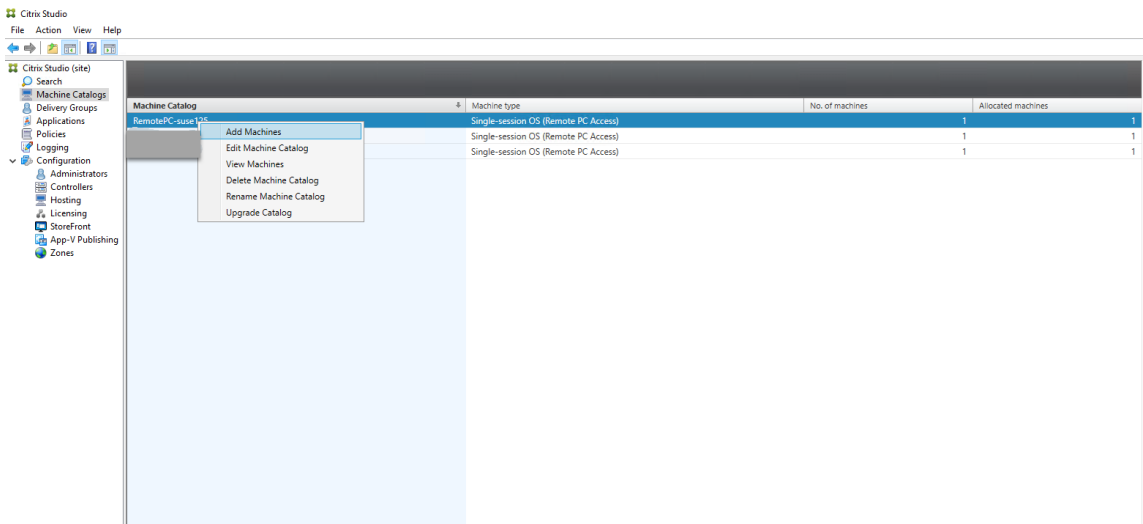 Citrix Studio
File Action View Help
Citrix Studio (site)
Search
Machine Catalogs
Delivery Groups
Applications
Policies
Logging
Configuration
Administrators
Controllers
Hosting
Licensing
StoreFront
App-V Publishing
Zones
Machine Catalog Machine type No. of machines Allocated machines
RemotePC-suse125 Single-session OS (Remote PC Access) 1 1
Single-session OS (Remote PC Access) 1 1
Single-session OS (Remote PC Access) 1 1
Add Machines
Edit Machine Catalog
View Machines
Delete Machine Catalog
Rename Machine Catalog
Upgrade Catalog